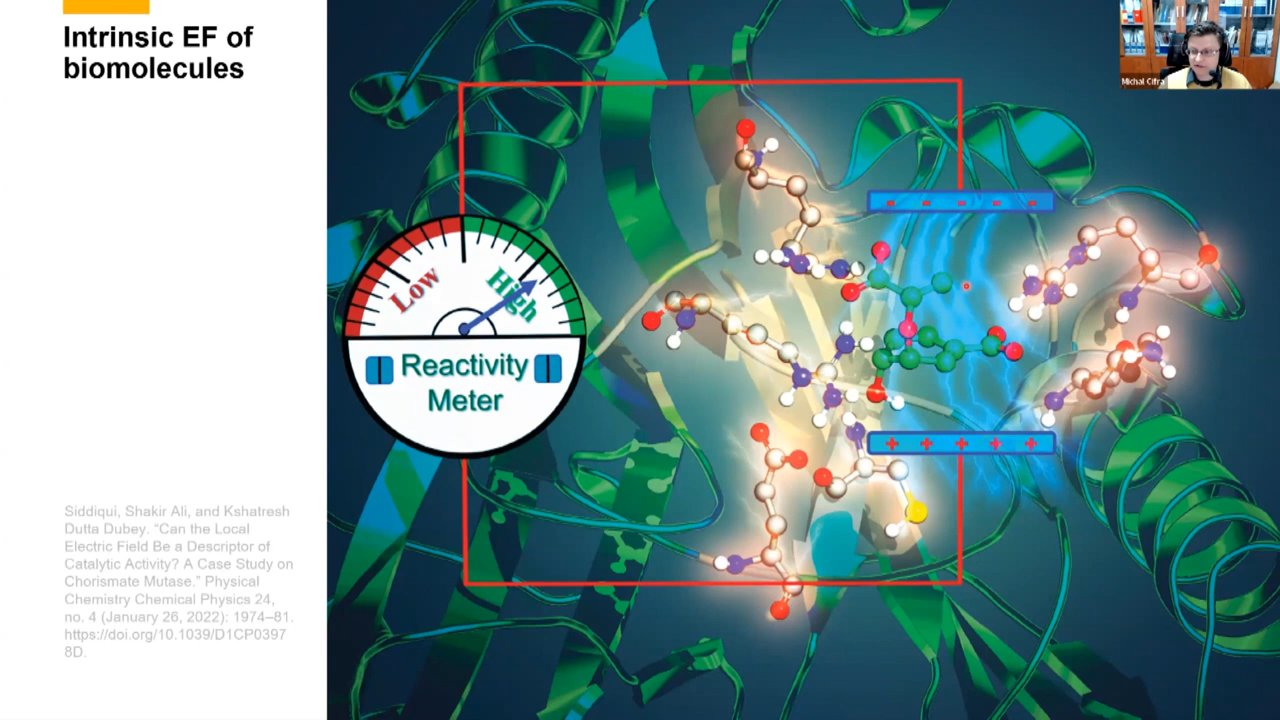 Intrinsic EF of
biomolecules
Michal Cifra
Low
High
Reactivity
Meter
- - - - -
+ + + + +
Siddiqui, Shakir Ali, and Kshatresh
Dutta Dubey. “Can the Local
Electric Field Be a Descriptor of
Catalytic Activity? A Case Study on
Chorismate Mutase.” Physical
Chemistry Chemical Physics 24,
no. 4 (January 26, 2022): 1974–81.
https://doi.org/10.1039/D1CP0397
8D.